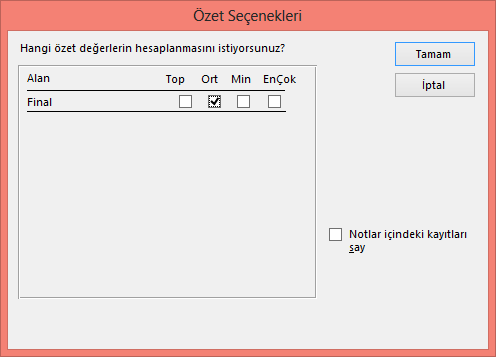 Özet Seçenekleri
Hangi özet değerlerin hesaplanmasını istiyorsunuz?
Tamam
İptal
Alan Top Ort Min EnÇok
Final
Notlar içindeki kayıtları
say